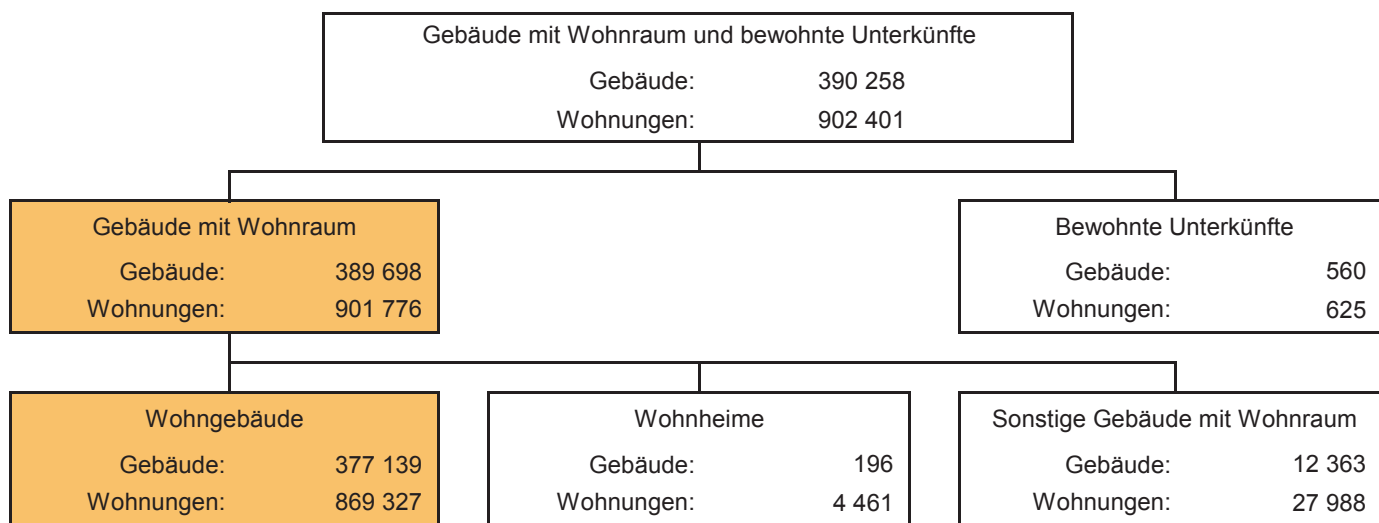 Gebäude mit Wohnraum und bewohnte Unterkünfte
Gebäude: 390 258
Wohnungen: 902 401
Gebäude mit Wohnraum
Gebäude: 389 698
Wohnungen: 901 776
Bewohnte Unterkünfte
Gebäude: 560
Wohnungen: 625
Wohngebäude
Gebäude: 377 139
Wohnungen: 869 327
Wohnheime
Gebäude: 196
Wohnungen: 4 461
Sonstige Gebäude mit Wohnraum
Gebäude: 12 363
Wohnungen: 27 988